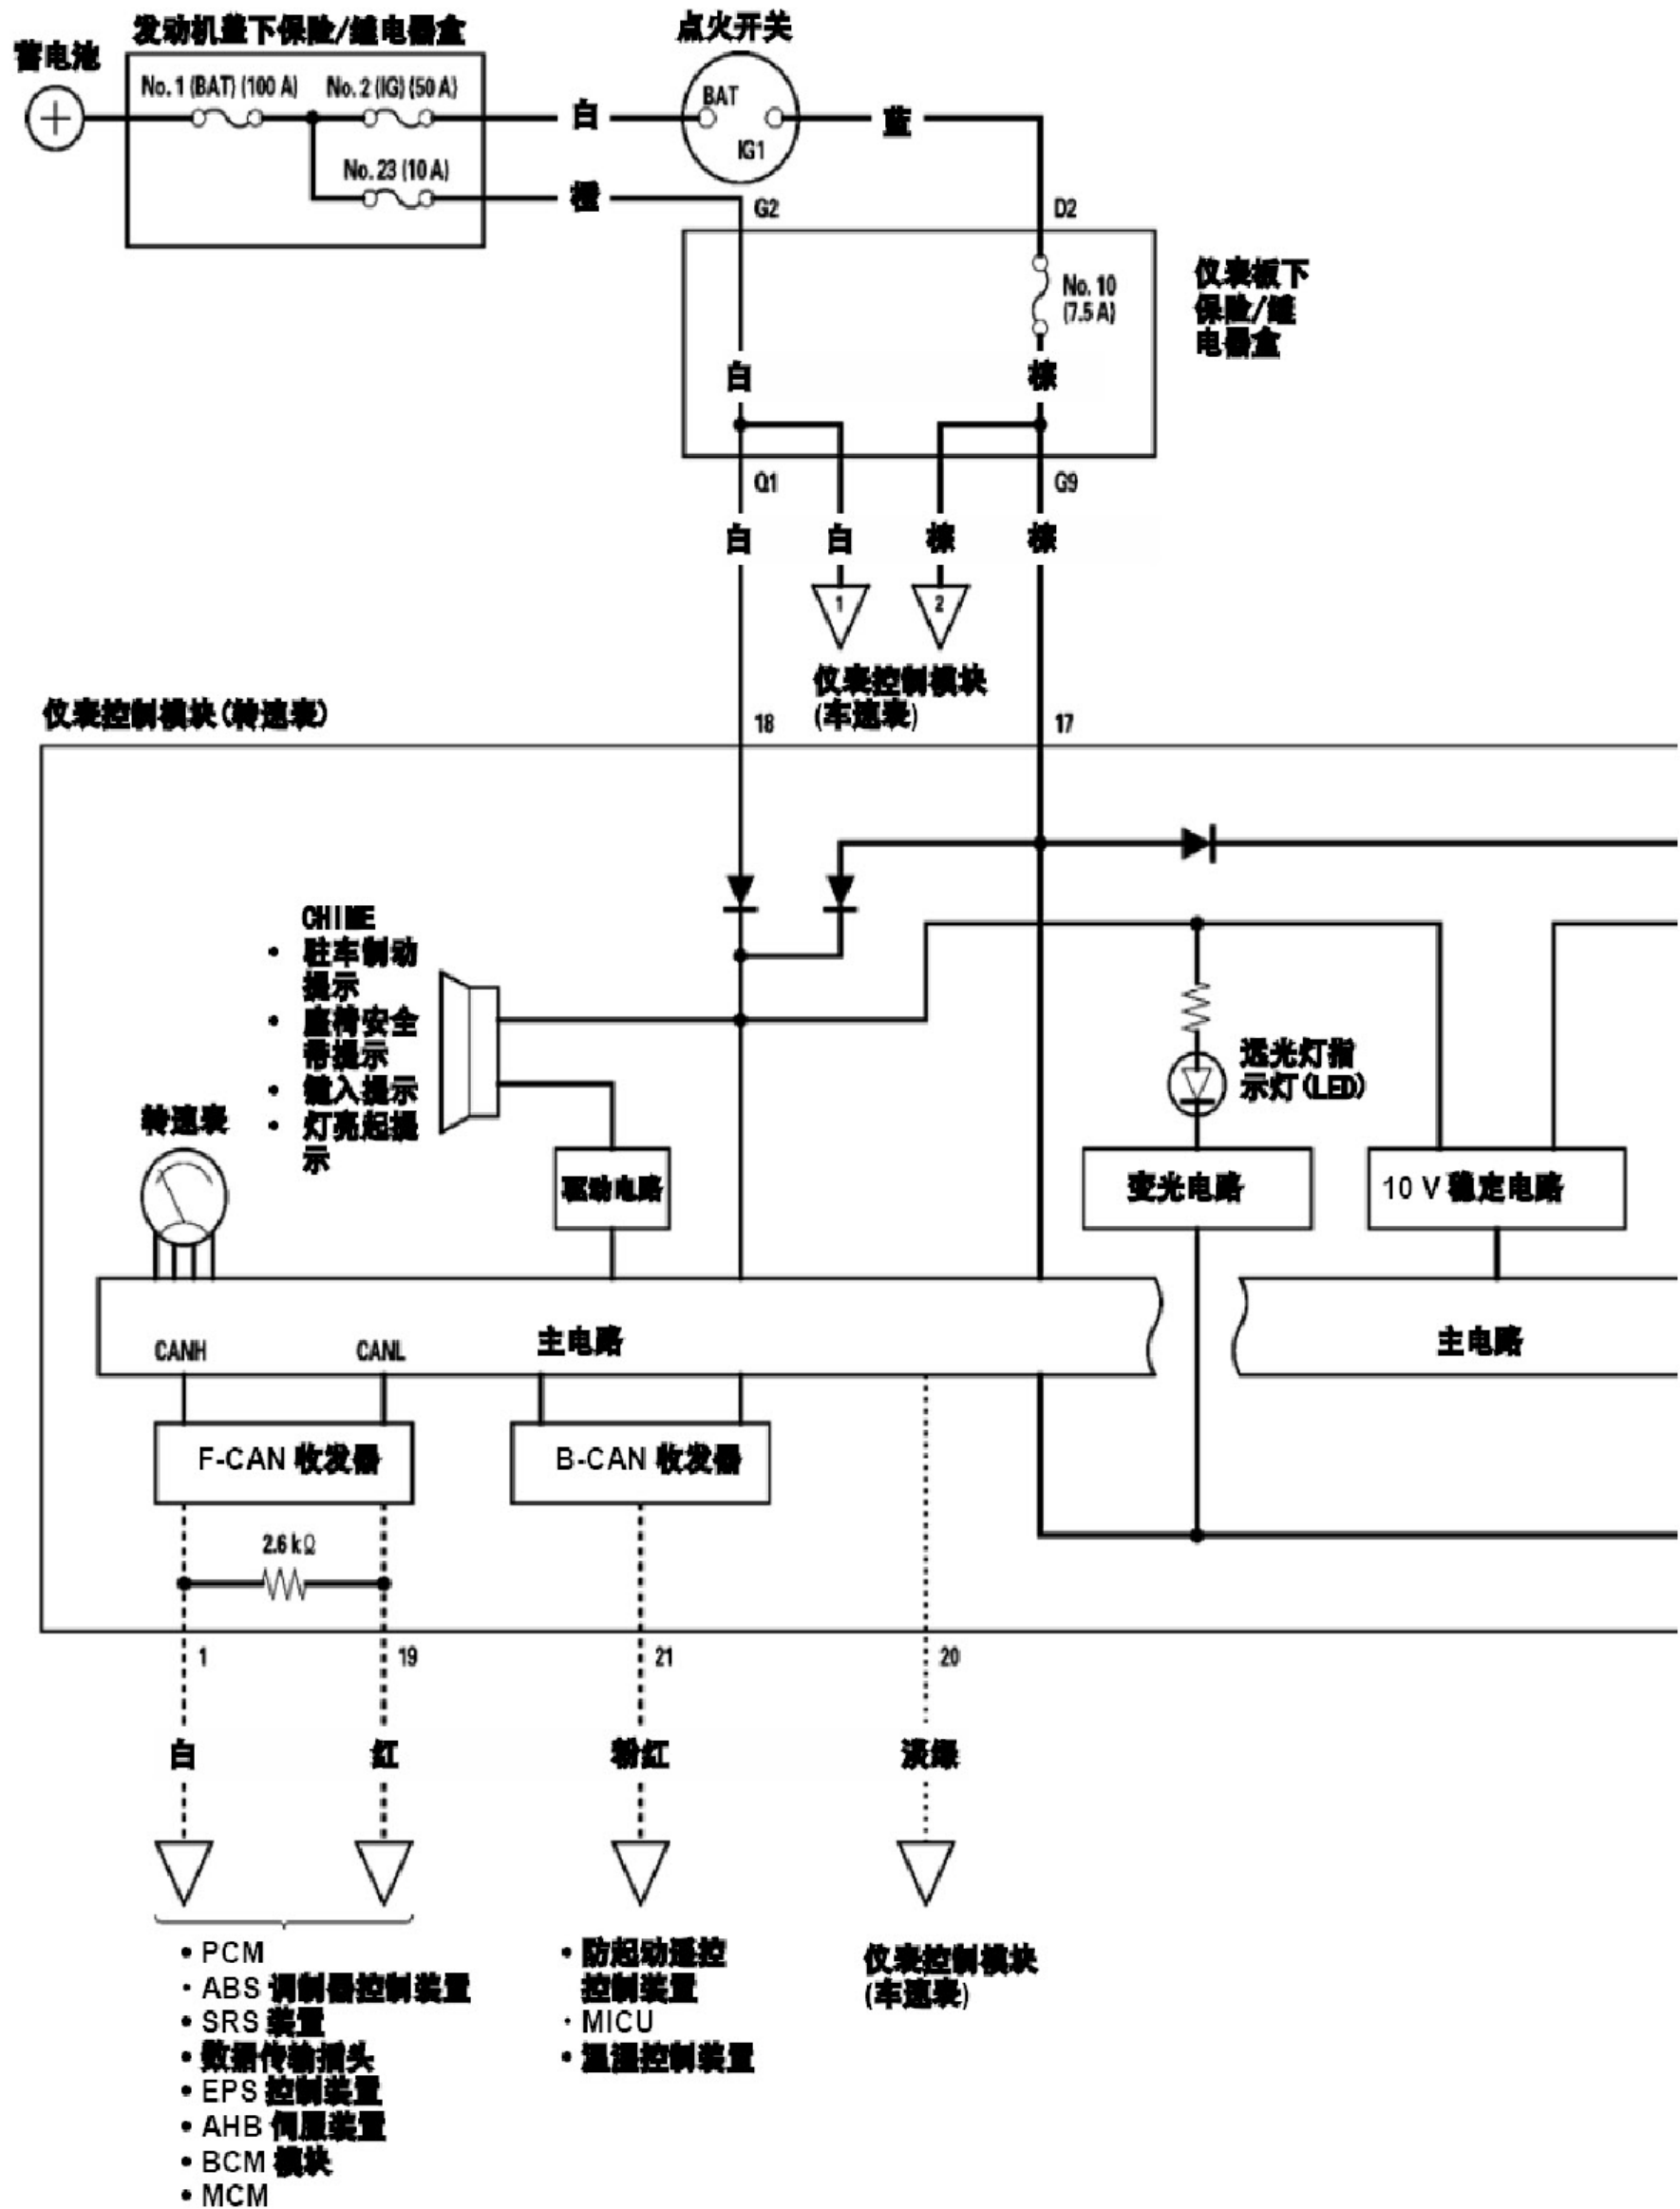 蓄电池
发动机盖下保险/继电器盒
点火开关
No. 1 (BAT) (100 A)
No. 2 (IG) (50 A)
No. 23 (10 A)
白
橙
BAT
IG1
蓝
G2
D2
No. 10
(7.5 A)
仪表板下
保险/继
电器盒
白
棕
Q1
G9
白
白
棕
棕
1
2
仪表控制模块
(车速表)
仪表控制模块(转速表)
18
17
CHIME
• 驻车制动
提示
• 座椅安全
带提示
• 键入提示
• 灯亮起提
示
转速表
远光灯指
示灯(LED)
驱动电路
变光电路
10 V 稳定电路
CANH
CANL
主电路
主电路
F-CAN 收发器
B-CAN 收发器
2.6 kΩ
1
19
21
20
白
红
粉红
淡绿
• PCM
• ABS 调制器控制装置
• SRS 装置
• 数据传输插头
• EPS 控制装置
• AHB 伺服装置
• BCM 模块
• MCM
• 防起动遥控
控制装置
• MICU
• 温湿控制装置
仪表控制模块
(车速表)